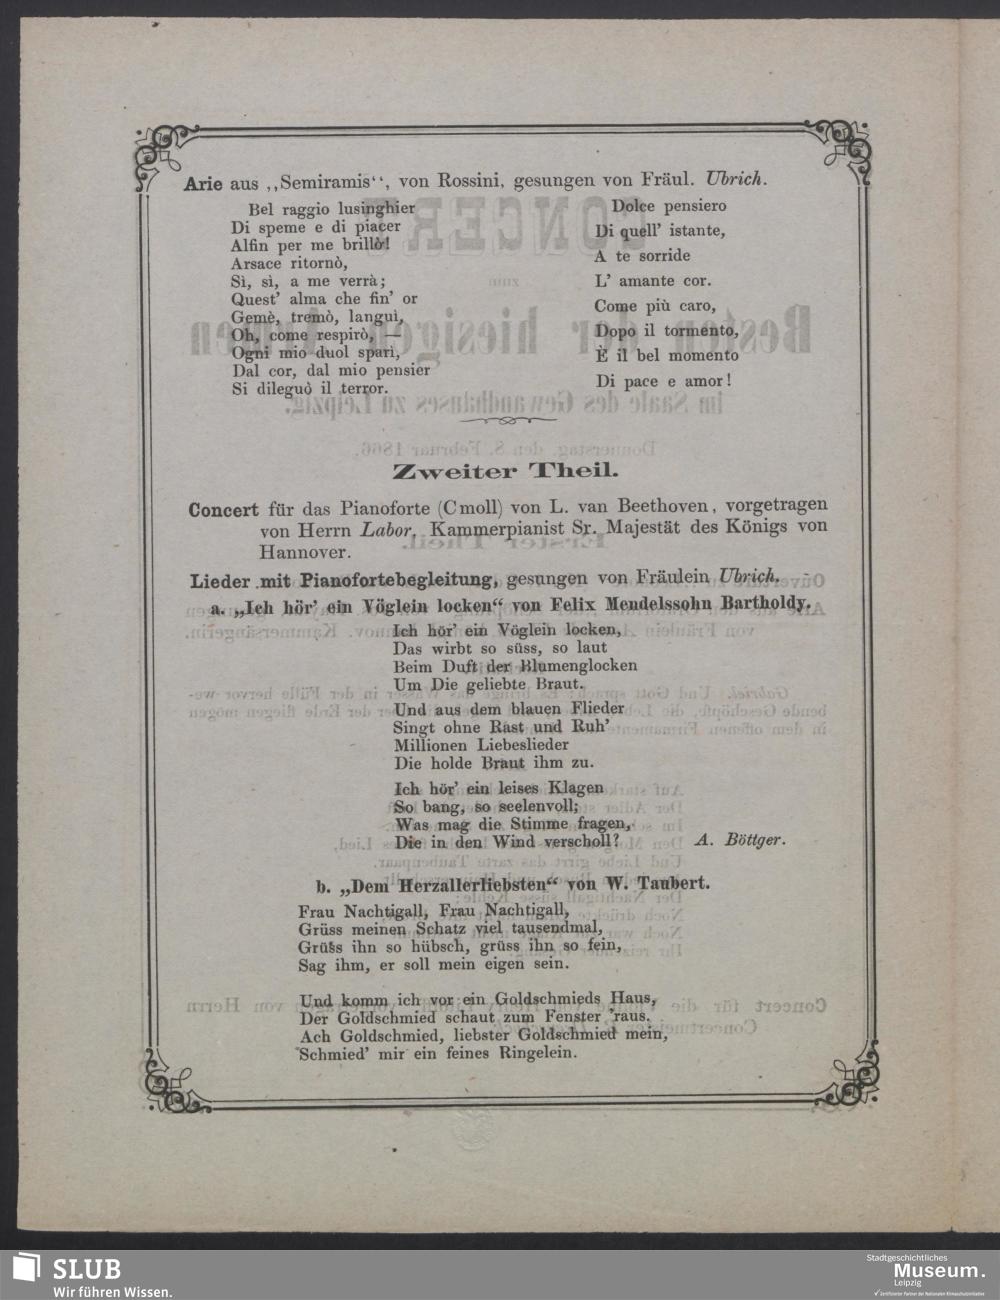 Arie aus ,,Semiramis“, von Rossini, gesungen von Fräul. Ubrich.
Bel raggio lusinghier
Di speme e di piacer
Alfin per me brillò!
Arsace ritornò,
Sì, sì, a me verrà;
Quest' alma che fin' or
Gemè, tremò, languì,
Oh, come respirò, —
Ogni mio duol sparì,
Dal cor, dal mio pensier
Si dileguò il terror.
Dolce pensiero
Di quell' istante,
A te sorride
L' amante cor.
Come più caro,
Dopo il tormento,
È il bel momento
Di pace e amor!
Zweiter Theil.
Concert für das Pianoforte (C moll) von L. van Beethoven, vorgetragen
von Herrn Labor, Kammerpianist Sr. Majestät des Königs von
Hannover.
Lieder mit Pianofortebegleitung, gesungen von Fräulein Ubrich.
a. „Ich hör' ein Vöglein locken“ von Felix Mendelssohn Bartholdy.
Ich hör' ein Vöglein locken,
Das wirbt so süss, so laut
Beim Duft der Blumenglocken
Um Die geliebte Braut.
Und aus dem blauen Flieder
Singt ohne Rast und Ruh'
Millionen Liebeslieder
Die holde Braut ihm zu.
Ich hör' ein leises Klagen
So bang, so seelenvoll;
Was mag die Stimme fragen,
Die in den Wind verscholl?
A. Böttger.
b. „Dem Herzallerliebsten“ von W. Taubert.
Frau Nachtigall, Frau Nachtigall,
Grüss meinen Schatz viel tausendmal,
Grüss ihn so hübsch, grüss ihn so fein,
Sag ihm, er soll mein eigen sein.
Und komm ich vor ein Goldschmieds Haus,
Der Goldschmied schaut zum Fenster 'raus.
Ach Goldschmied, liebster Goldschmied mein,
Schmied' mir ein feines Ringelein.
SLUB
Wir führen Wissen.
Stadtgeschichtliches
Museum.
Leipzig
Zertifizierter Partner der Nationalen Klimaschutzinitiative